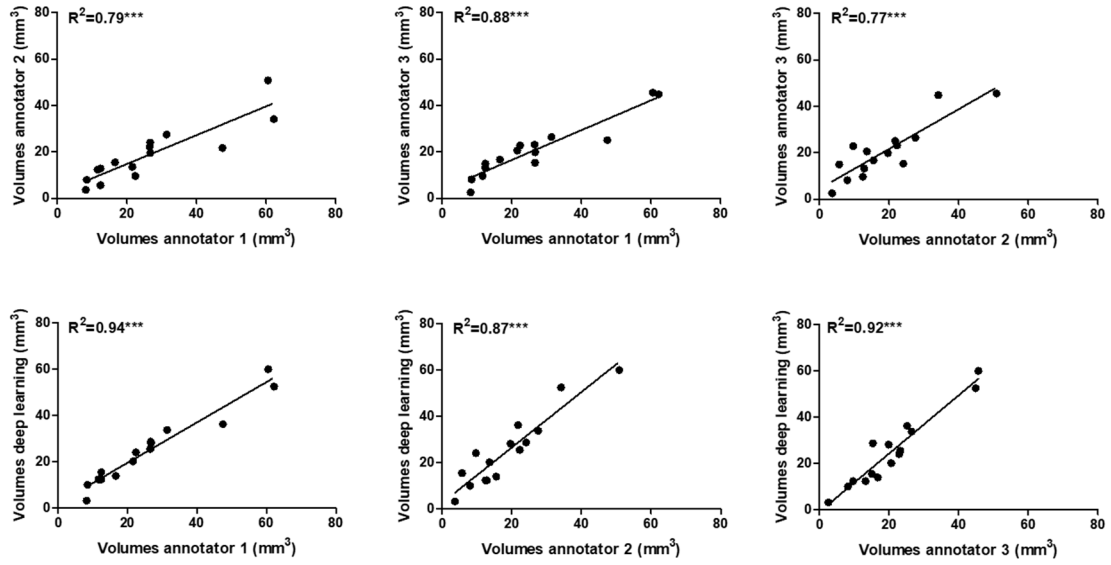 R²=0.79***
Volumes annotator 2 (mm³)
80
60
40
20
0
0 20 40 60 80
Volumes annotator 1 (mm³)
R²=0.88***
Volumes annotator 3 (mm³)
80
60
40
20
0
0 20 40 60 80
Volumes annotator 1 (mm³)
R²=0.77***
Volumes annotator 3 (mm³)
80
60
40
20
0
0 20 40 60 80
Volumes annotator 2 (mm³)
R²=0.94***
Volumes deep learning (mm³)
80
60
40
20
0
0 20 40 60 80
Volumes annotator 1 (mm³)
R²=0.87***
Volumes deep learning (mm³)
80
60
40
20
0
0 20 40 60 80
Volumes annotator 2 (mm³)
R²=0.92***
Volumes deep learning (mm³)
80
60
40
20
0
0 20 40 60 80
Volumes annotator 3 (mm³)